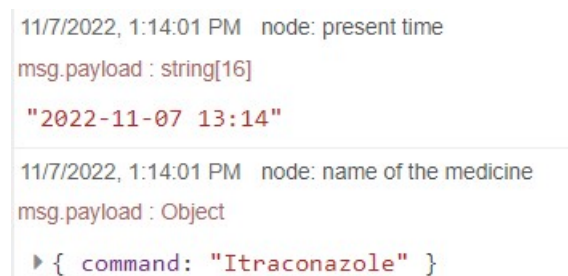 11/7/2022, 1:14:01 PM node: present time
msg.payload : string[16]
"2022-11-07 13:14"
11/7/2022, 1:14:01 PM node: name of the medicine
msg.payload : Object
▶{ command: "Itraconazole" }